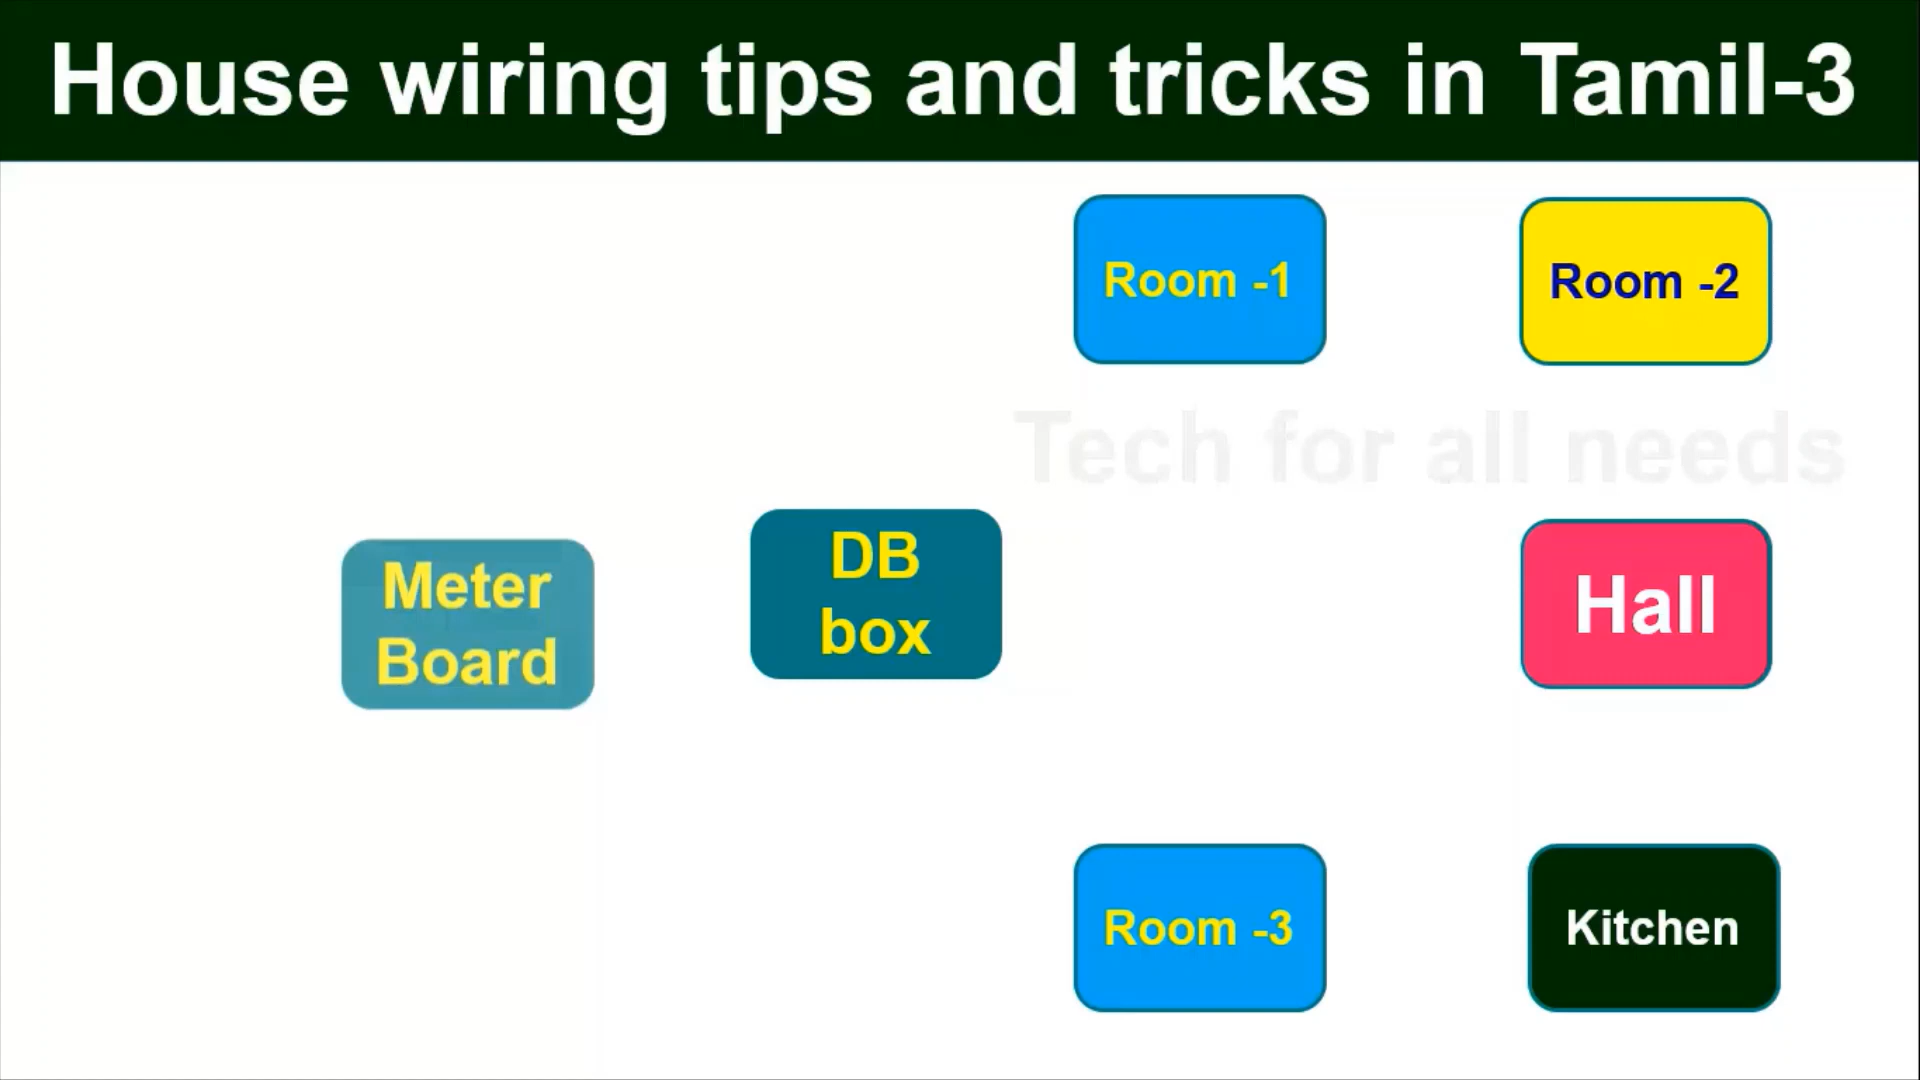 House wiring tips and tricks in Tamil-3
Room -1
Room -2
Tech for all needs
Meter
Board
DB
box
Hall
Room -3
Kitchen